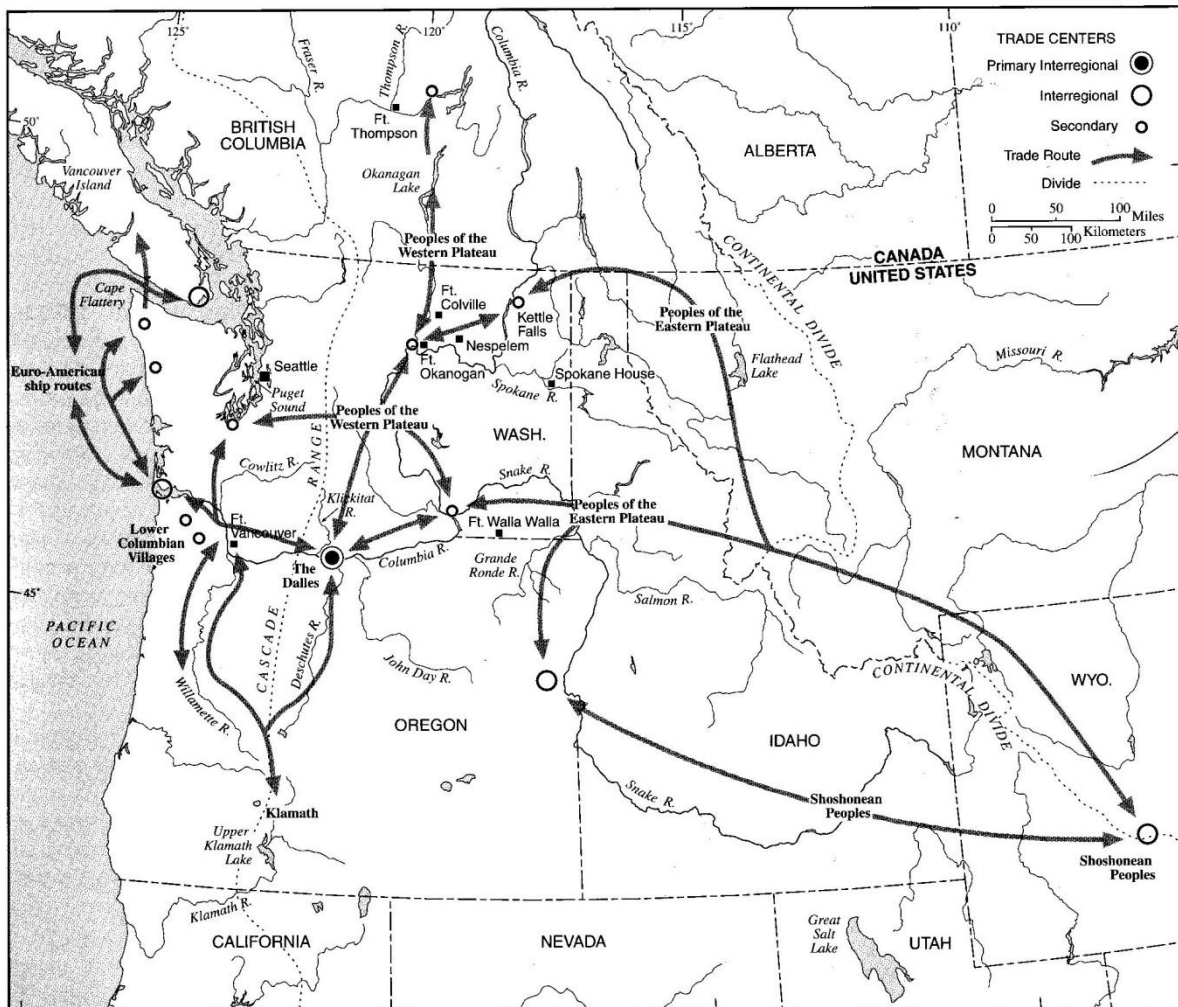 125°
120°
115°
110°
TRADE CENTERS
Primary Interregional
Interregional
Secondary
Trade Route
Divide
0 50 100 Miles
0 50 100 Kilometers
Fraser R.
Thompson R.
Columbia R.
50°
Ft.
Thompson
BRITISH
COLUMBIA
ALBERTA
Vancouver
Island
Okanagan
Lake
Peoples of the
Western Plateau
CONTINENTAL DIVIDE
CANADA
UNITED STATES
Cape
Flattery
Ft.
Colville
Kettle
Falls
Peoples of the
Eastern Plateau
Nespelem
Ft.
Okanogan
Flathead
Lake
Missouri R.
Euro-American
ship routes
Seattle
Puget
Sound
Spokane House
Spokane R.
Peoples of the
Western Plateau
WASH.
MONTANA
Cowlitz R.
RANGE
Snake R.
Klickitat
R.
Peoples of the
Eastern Plateau
Ft. Walla Walla
Lower
Columbian
Villages
Ft.
Vancouver
The
Dalles
Columbia R.
Grande
Ronde R.
Salmon R.
45°
PACIFIC
OCEAN
CASCADE
Deschutes R.
John Day R.
CONTINENTAL
DIVIDE
WYO.
Willamette R.
OREGON
IDAHO
Snake R.
Shoshonean
Peoples
Klamath
Upper
Klamath
Lake
Shoshonean
Peoples
Klamath R.
CALIFORNIA
NEVADA
Great
Salt
Lake
UTAH